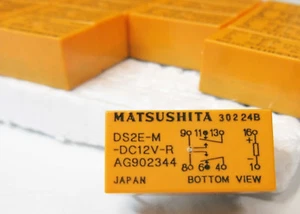 MATSUSHITA 30224B
DS2E-M 9 11 13 16
-DC12V-R
AG902344 8 6 4 1
JAPAN BOTTOM VIEW